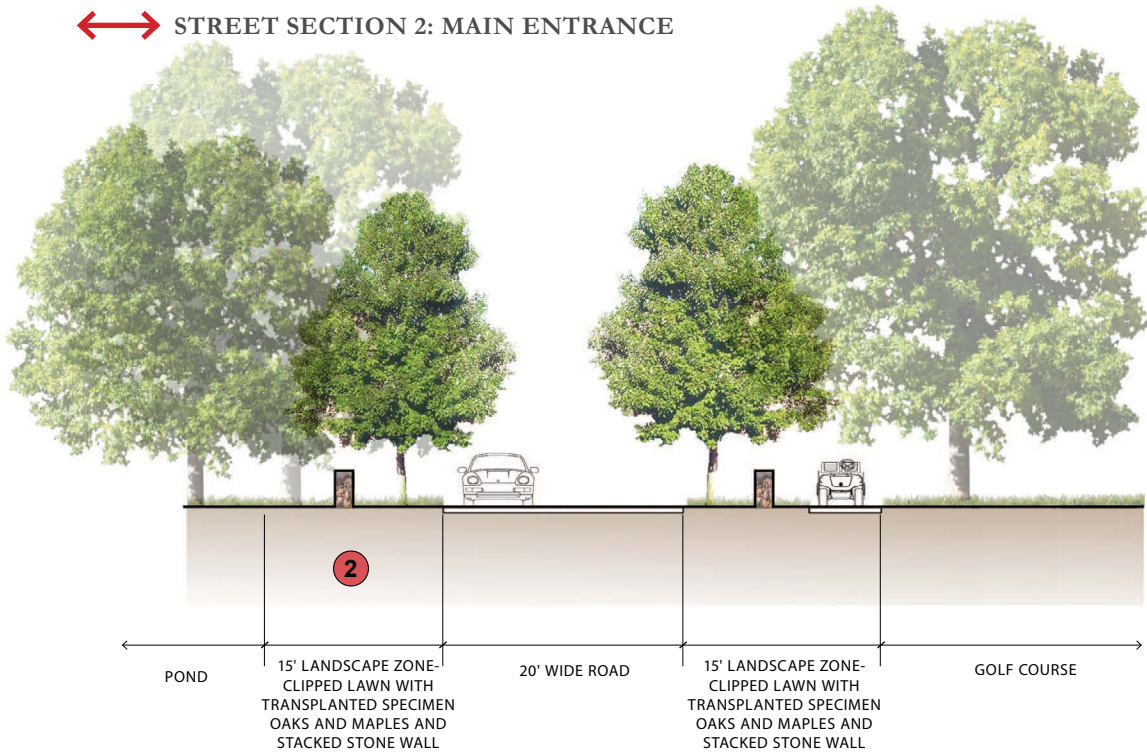 STREET SECTION 2: MAIN ENTRANCE
2
POND
15' LANDSCAPE ZONE-
CLIPPED LAWN WITH
TRANSPLANTED SPECIMEN
OAKS AND MAPLES AND
STACKED STONE WALL
20' WIDE ROAD
15' LANDSCAPE ZONE-
CLIPPED LAWN WITH
TRANSPLANTED SPECIMEN
OAKS AND MAPLES AND
STACKED STONE WALL
GOLF COURSE